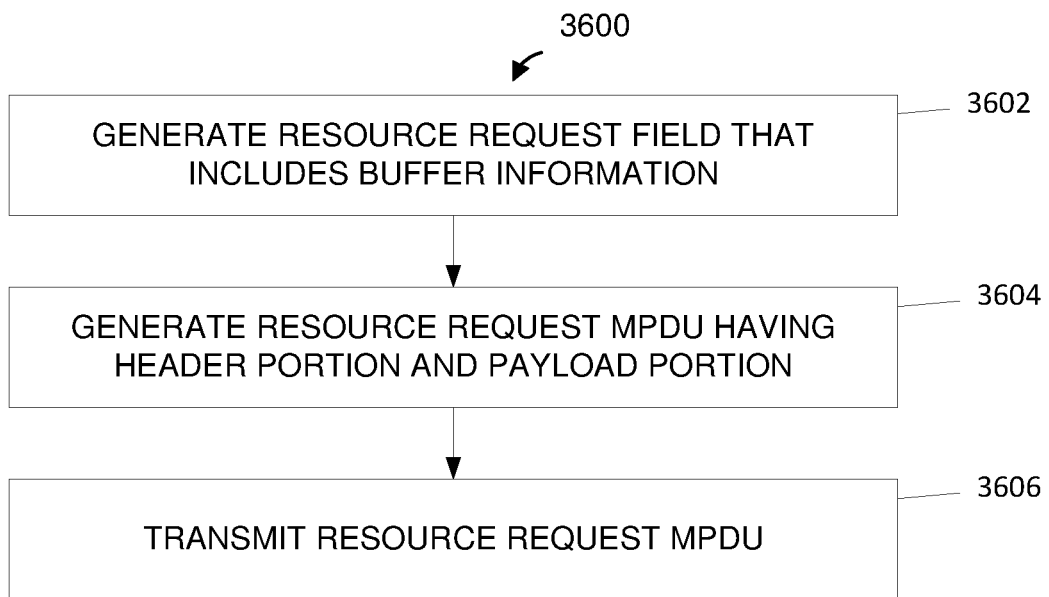 3600
3602
GENERATE RESOURCE REQUEST FIELD THAT
INCLUDES BUFFER INFORMATION
3604
GENERATE RESOURCE REQUEST MPDU HAVING
HEADER PORTION AND PAYLOAD PORTION
3606
TRANSMIT RESOURCE REQUEST MPDU